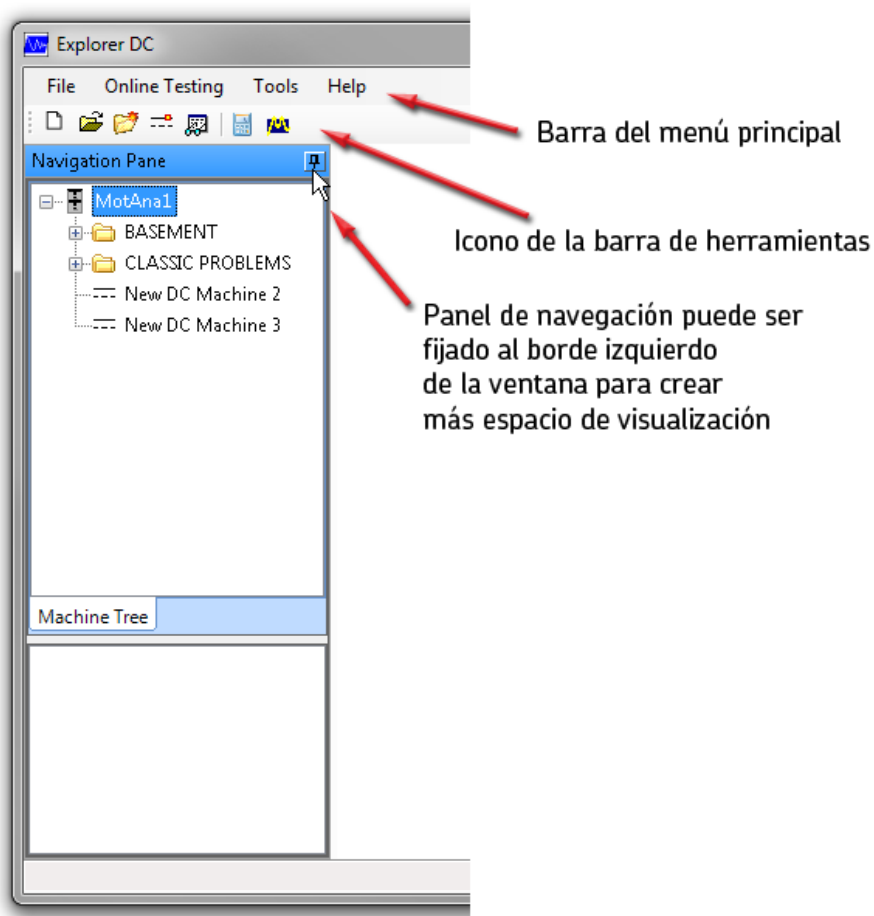 Explorer DC
File Online Testing Tools Help
Barra del menú principal
Navigation Pane
MotAna1
BASEMENT
Icono de la barra de herramientas
CLASSIC PROBLEMS
New DC Machine 2
New DC Machine 3
Panel de navegación puede ser
fijado al borde izquierdo
de la ventana para crear
más espacio de visualización
Machine Tree